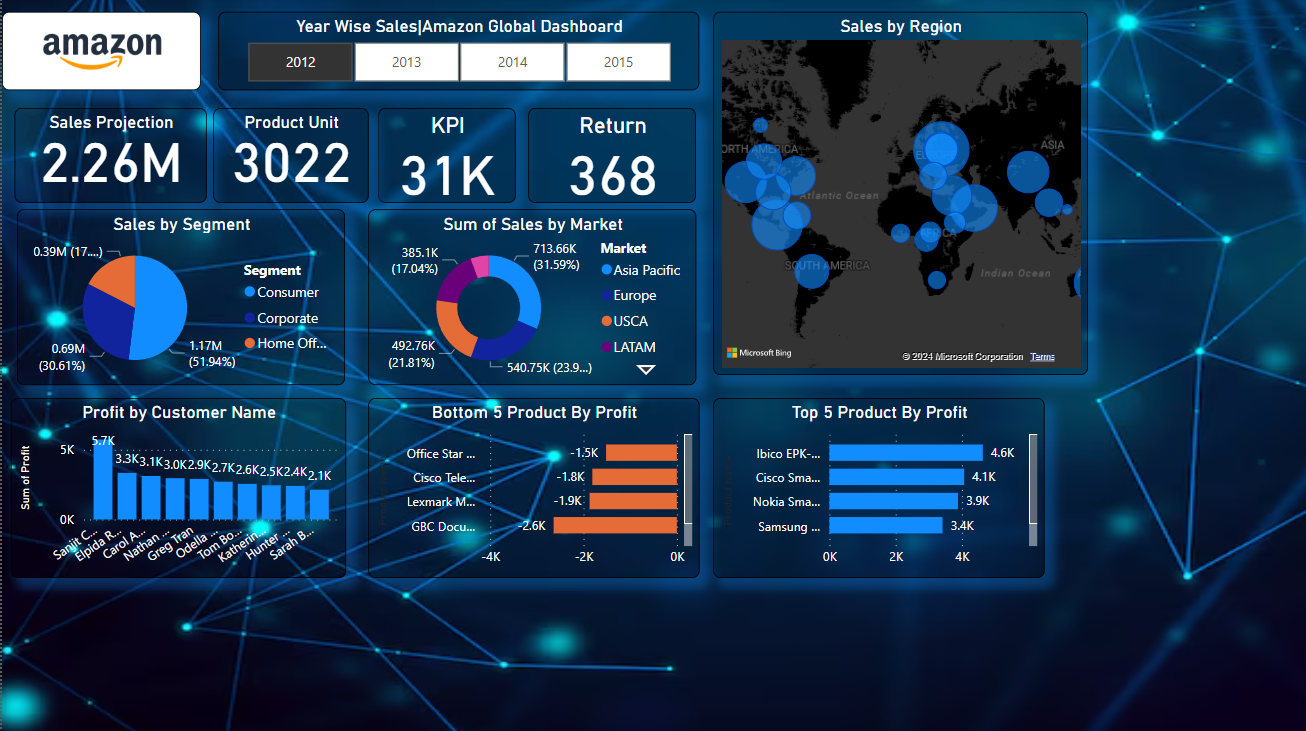 amazon
Year Wise Sales|Amazon Global Dashboard
2012
2013
2014
2015
Sales Projection
2.26M
Product Unit
3022
KPI
31K
Return
368
Sales by Region
ORTH AMERICA
ASIA
Atlantic Ocean
AFRICA
SOUTH AMERICA
Indian Ocean
Microsoft Bing
© 2024 Microsoft Corporation Terms
Sales by Segment
0.39M (17....)
0.69M
(30.61%)
1.17M
(51.94%)
Segment
Consumer
Corporate
Home Off...
Sum of Sales by Market
385.1K
(17.04%)
713.66K
(31.59%)
492.76K
(21.81%)
540.75K (23.9...)
Market
Asia Pacific
Europe
USCA
LATAM
Profit by Customer Name
Sum of Profit
5K
0K
5.7K
3.3K
3.1K
3.0K
2.9K
2.7K
2.6K
2.5K
2.4K
2.1K
Sanjit C...
Elpida R...
Carol A...
Nathan ...
Greg Tran
Odella ...
Tom Bo...
Katherin...
Hunter ...
Sarah B...
Bottom 5 Product By Profit
Office Star ...
-1.5K
Cisco Tele...
-1.8K
Lexmark M...
-1.9K
GBC Docu...
-2.6K
-4K
-2K
0K
Top 5 Product By Profit
Ibico EPK-...
4.6K
Cisco Sma...
4.1K
Nokia Sma...
3.9K
Samsung ...
3.4K
0K
2K
4K